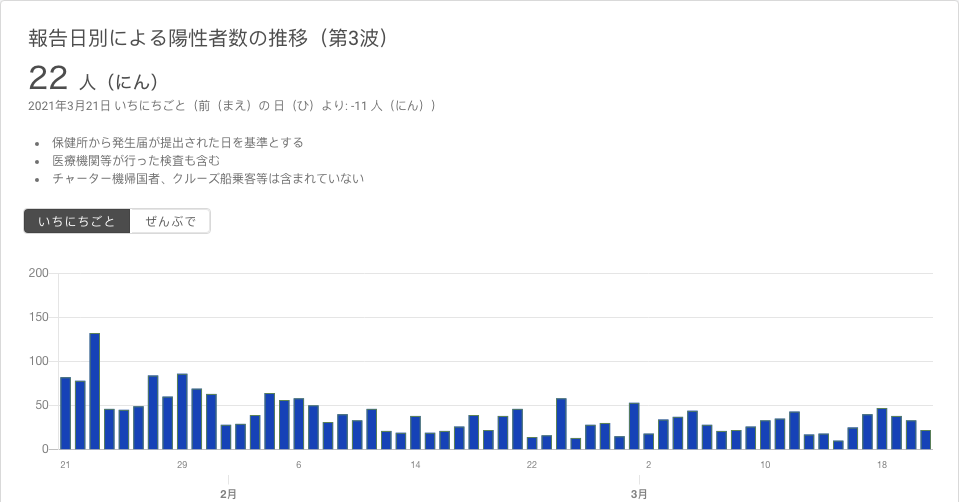 報告日別による陽性者数の推移（第3波）
22 人（にん）
2021年3月21日 いちにちごと（前（まえ）の 日（ひ）より: -11 人（にん））
保健所から発生届が提出された日を基準とする
医療機関等が行った検査も含む
チャーター機帰国者、クルーズ船乗客等は含まれていない
いちにちごと ぜんぶで
200
150
100
50
0
21 29 6 14 22 2 10 18
2月 3月